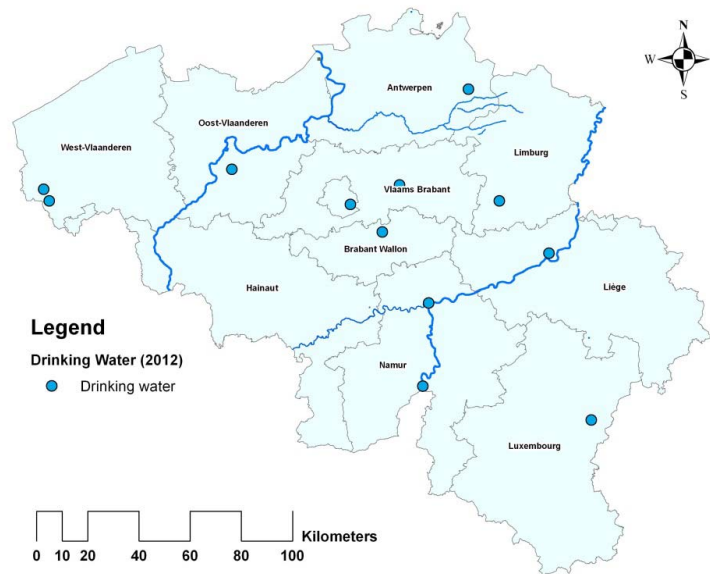 N
W E
S
Antwerpen
Oost-Vlaanderen
West-Vlaanderen
Limburg
Vlaams Brabant
Brabant Wallon
Hainaut
Liége
Namur
Luxembourg
Legend
Drinking Water (2012)
Drinking water
Kilometers
0 10 20 40 60 80 100